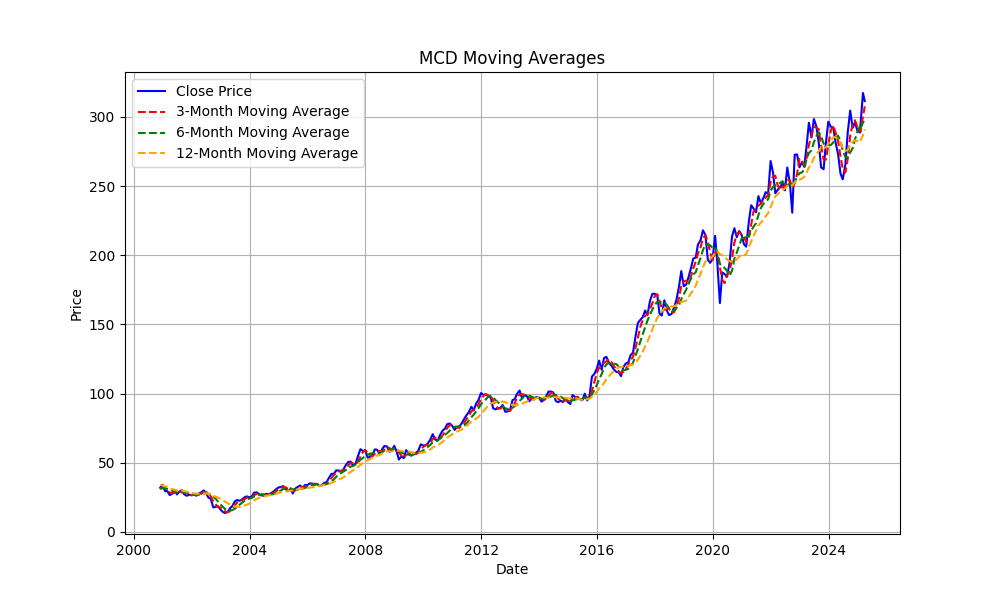 MCD Moving Averages
Close Price
3-Month Moving Average
6-Month Moving Average
12-Month Moving Average
Price
300
250
200
150
100
50
0
2000 2004 2008 2012 2016 2020 2024
Date